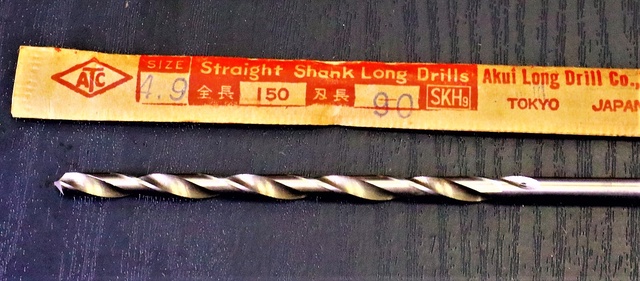 AJC
SIZE
4.9
Straight Shank Long Drills
全長 150 刃長 90 SKH9
Akui Long Drill Co.,
TOKYO JAPAN